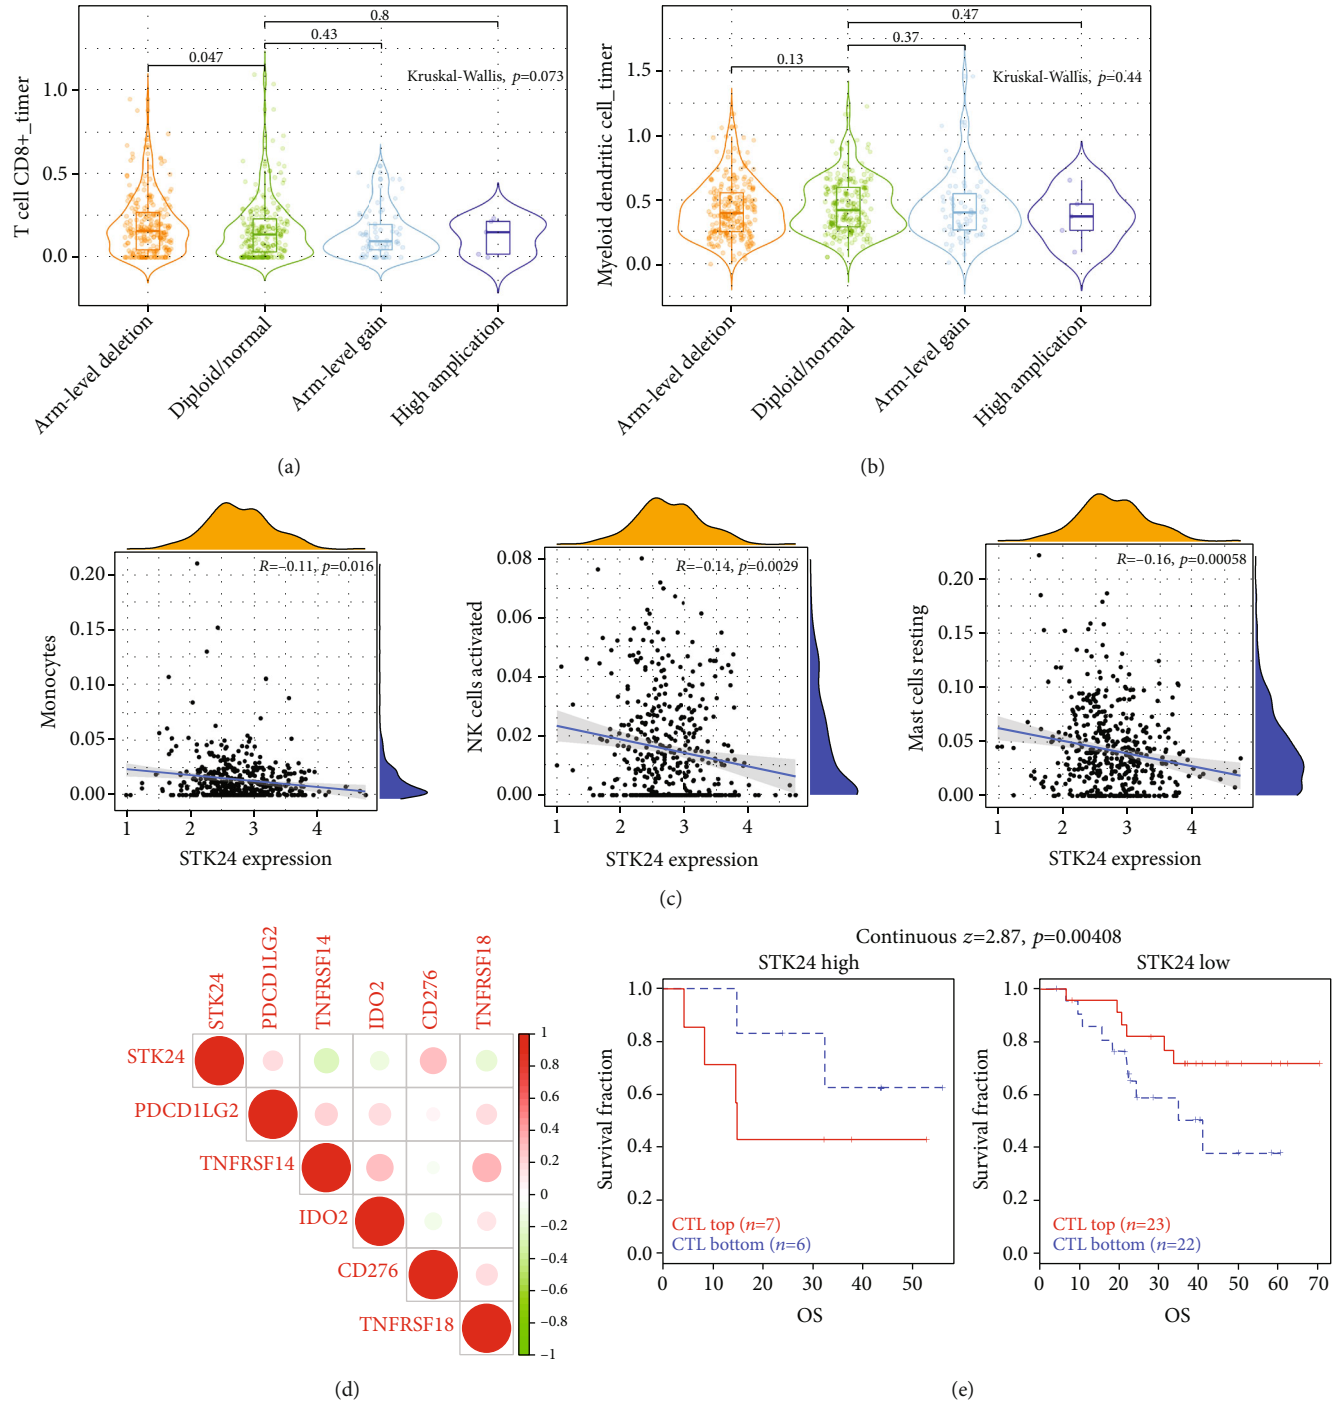 T cell CD8+_timer
1.0
0.5
0.0
0.8
0.43
0.047
Kruskal-Wallis, p=0.073
Arm-level deletion
Diploid/normal
Arm-level gain
High amplication
(a)
Myeloid dendritic cell_timer
1.5
1.0
0.5
0.0
0.47
0.37
0.13
Kruskal-Wallis, p=0.44
Arm-level deletion
Diploid/normal
Arm-level gain
High amplication
(b)
Monocytes
0.20
0.15
0.10
0.05
0.00
R=–0.11, p=0.016
1 2 3 4
STK24 expression
NK cells activated
0.08
0.06
0.04
0.02
0.00
R=–0.14, p=0.0029
1 2 3 4
STK24 expression
Mast cells resting
0.20
0.15
0.10
0.05
0.00
R=–0.16, p=0.00058
1 2 3 4
STK24 expression
(c)
STK24
PDCD1LG2
TNFRSF14
IDO2
CD276
TNFRSF18
STK24
PDCD1LG2
TNFRSF14
IDO2
CD276
TNFRSF18
1
0.8
0.6
0.4
0.2
0
–0.2
–0.4
–0.6
–0.8
–1
(d)
Continuous z=2.87, p=0.00408
STK24 high
Survival fraction
1.0
0.8
0.6
0.4
0.2
0.0
CTL top (n=7)
CTL bottom (n=6)
0 10 20 30 40 50
OS
STK24 low
Survival fraction
1.0
0.8
0.6
0.4
0.2
0.0
CTL top (n=23)
CTL bottom (n=22)
0 10 20 30 40 50 60 70
OS
(e)